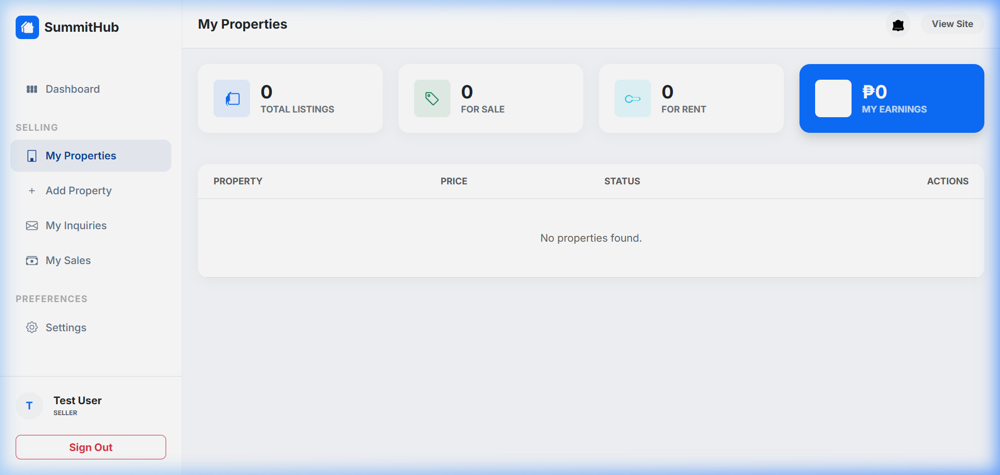 SummitHub
My Properties
View Site
Dashboard
SELLING
My Properties
Add Property
My Inquiries
My Sales
PREFERENCES
Settings
T
Test User
SELLER
Sign Out
0
TOTAL LISTINGS
0
FOR SALE
0
FOR RENT
₱0
MY EARNINGS
PROPERTY PRICE STATUS ACTIONS
No properties found.